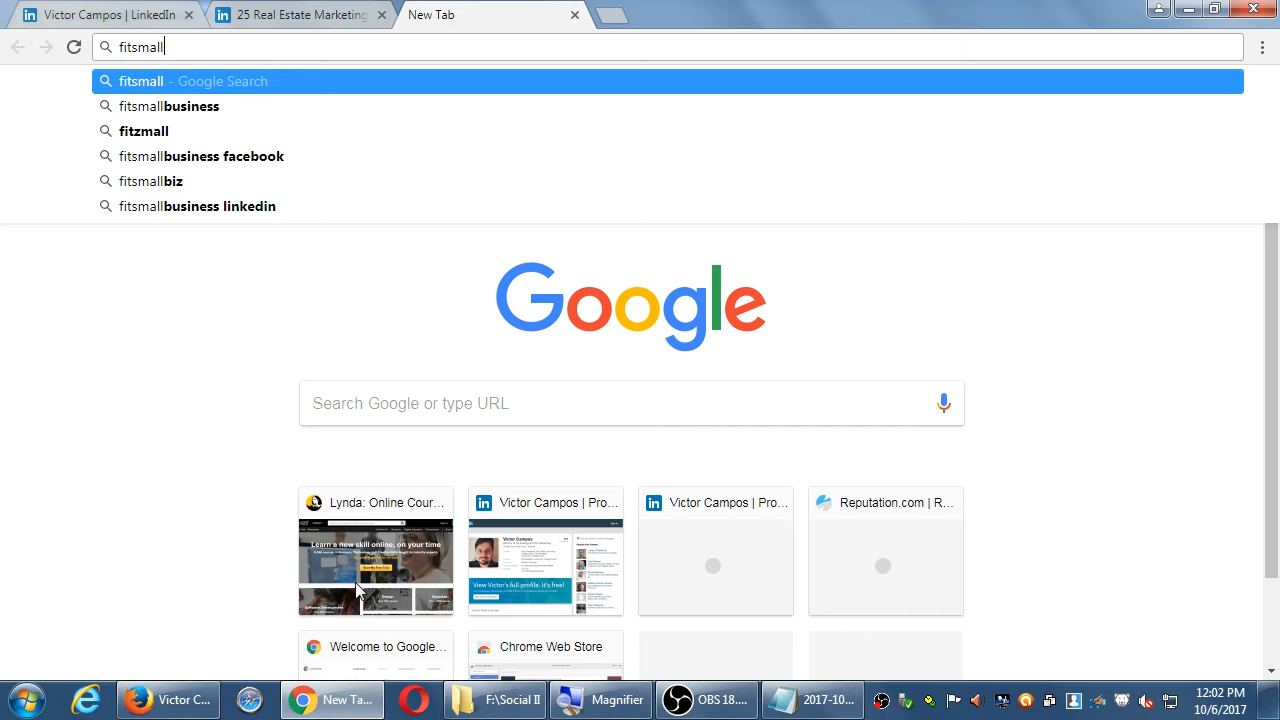 Victor Campos | LinkedIn
25 Real Estate Marketing
New Tab
fitsmall
fitsmall - Google Search
fitsmallbusiness
fitzmall
fitsmallbusiness facebook
fitsmallbiz
fitsmallbusiness linkedin
Google
Search Google or type URL
Lynda: Online Cour...
Victor Campos | Pro...
Victor Campos | Pro...
Reputation.com | R...
Learn a new skill online, on your time
Victor Campos
View Victor's full profile. It's free!
Welcome to Google...
Chrome Web Store
Victor C...
New Ta...
F:\Social II
Magnifier
OBS 18....
2017-10...
12:02 PM
10/6/2017